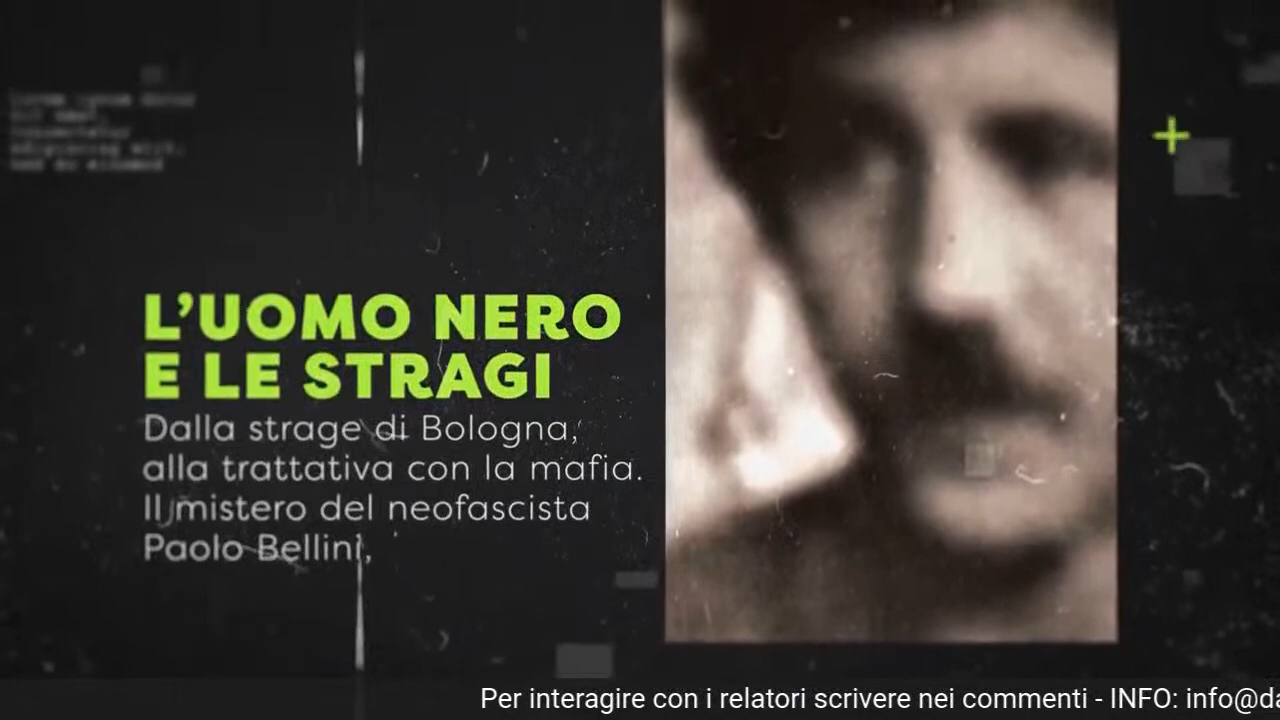 L'UOMO NERO
E LE STRAGI
Dalla strage di Bologna,
alla trattativa con la mafia.
Il mistero del neofascista
Paolo Bellini,
Per interagire con i relatori scrivere nei commenti - INFO: info@da